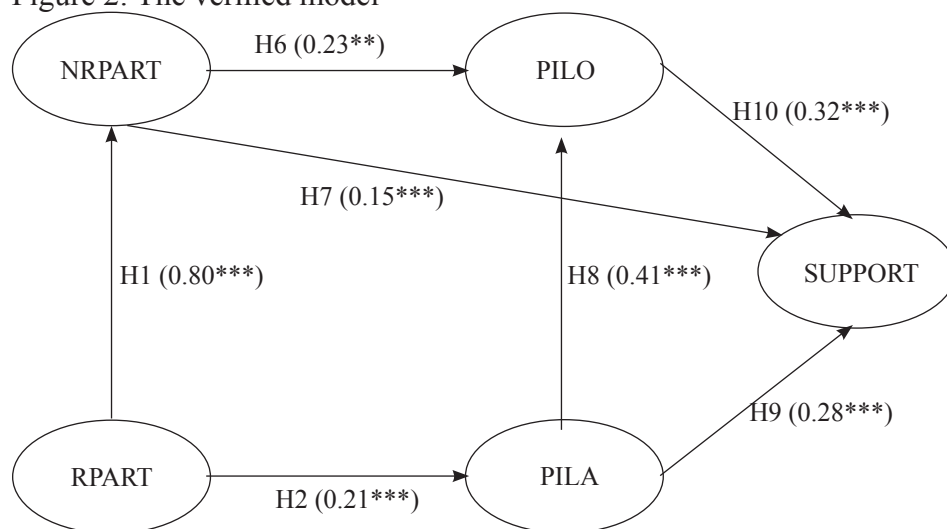 Figure 2. The verified model
H6 (0.23**)
NRPART
PILO
H10 (0.32***)
H7 (0.15***)
H1 (0.80***)
H8 (0.41***)
SUPPORT
H9 (0.28***)
RPART
PILA
H2 (0.21***)